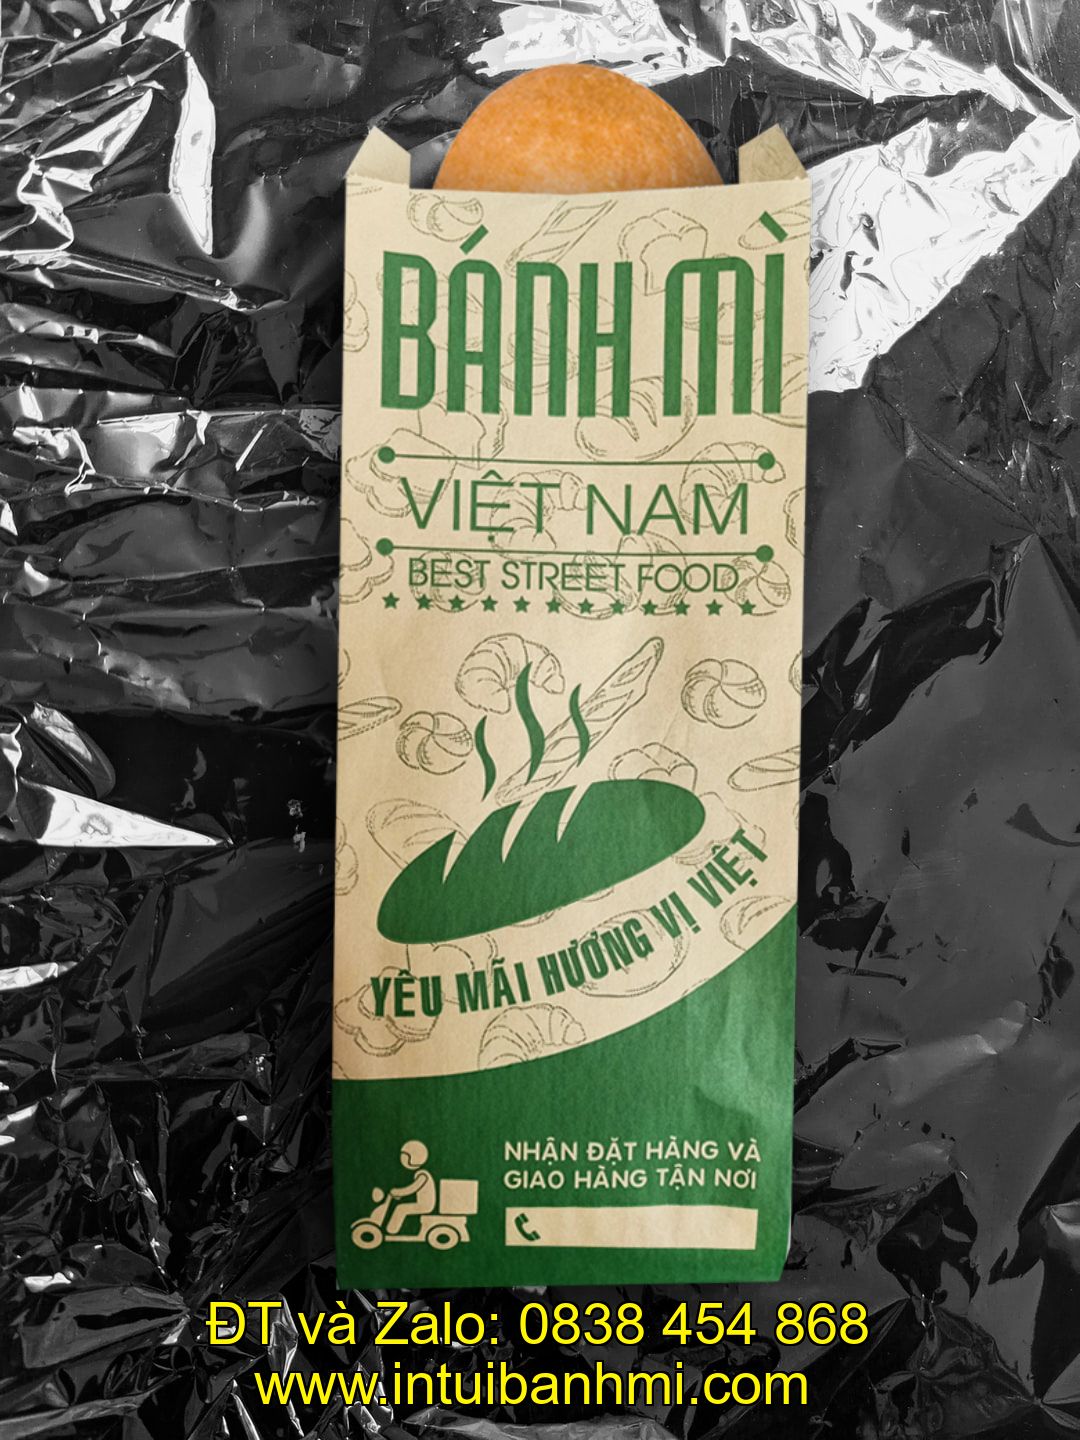 BÁNH MÌ
VIỆT NAM
BEST STREET FOOD
YÊU MÃI HƯƠNG VỊ VIỆT
NHẬN ĐẶT HÀNG VÀ
GIAO HÀNG TẬN NƠI
ĐT và Zalo: 0838 454 868
www.intuibanhmi.com